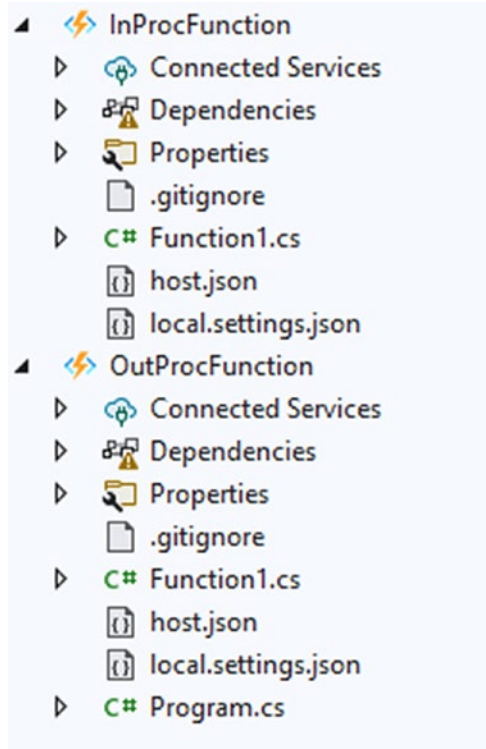 InProcFunction
Connected Services
Dependencies
Properties
.gitignore
C# Function1.cs
host.json
local.settings.json
OutProcFunction
Connected Services
Dependencies
Properties
.gitignore
C# Function1.cs
host.json
local.settings.json
C# Program.cs